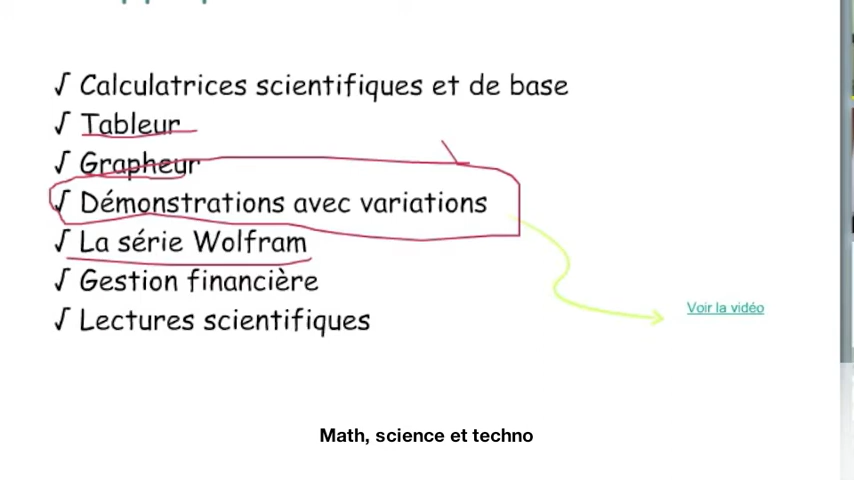 √ Calculatrices scientifiques et de base
√ Tableur
√ Grapheur
√ Démonstrations avec variations
√ La série Wolfram
√ Gestion financière
√ Lectures scientifiques
Voir la vidéo
Math, science et techno